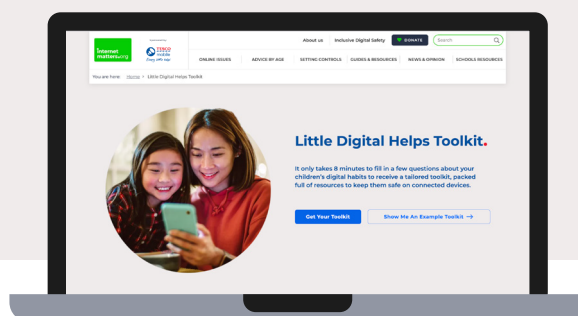 About us Inclusive Digital Safety DONATE Search
internet
matters.org
TESCO
mobile
Every little helps
ONLINE ISSUES ADVICE BY AGE SETTING CONTROLS GUIDES & RESOURCES NEWS & OPINION SCHOOLS RESOURCES
You are here: Home > Little Digital Helps Toolkit
Little Digital Helps Toolkit.
It only takes 8 minutes to fill in a few questions about your
children's digital habits to receive a tailored toolkit, packed
full of resources to keep them safe on connected devices.
Get Your Toolkit Show Me An Example Toolkit →